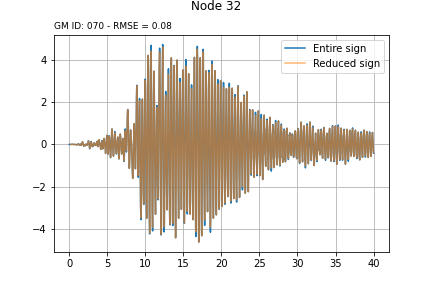 Node 32
GM ID: 070 - RMSE = 0.08
Entire sign
Reduced sign
4
2
0
−2
−4
0 5 10 15 20 25 30 35 40